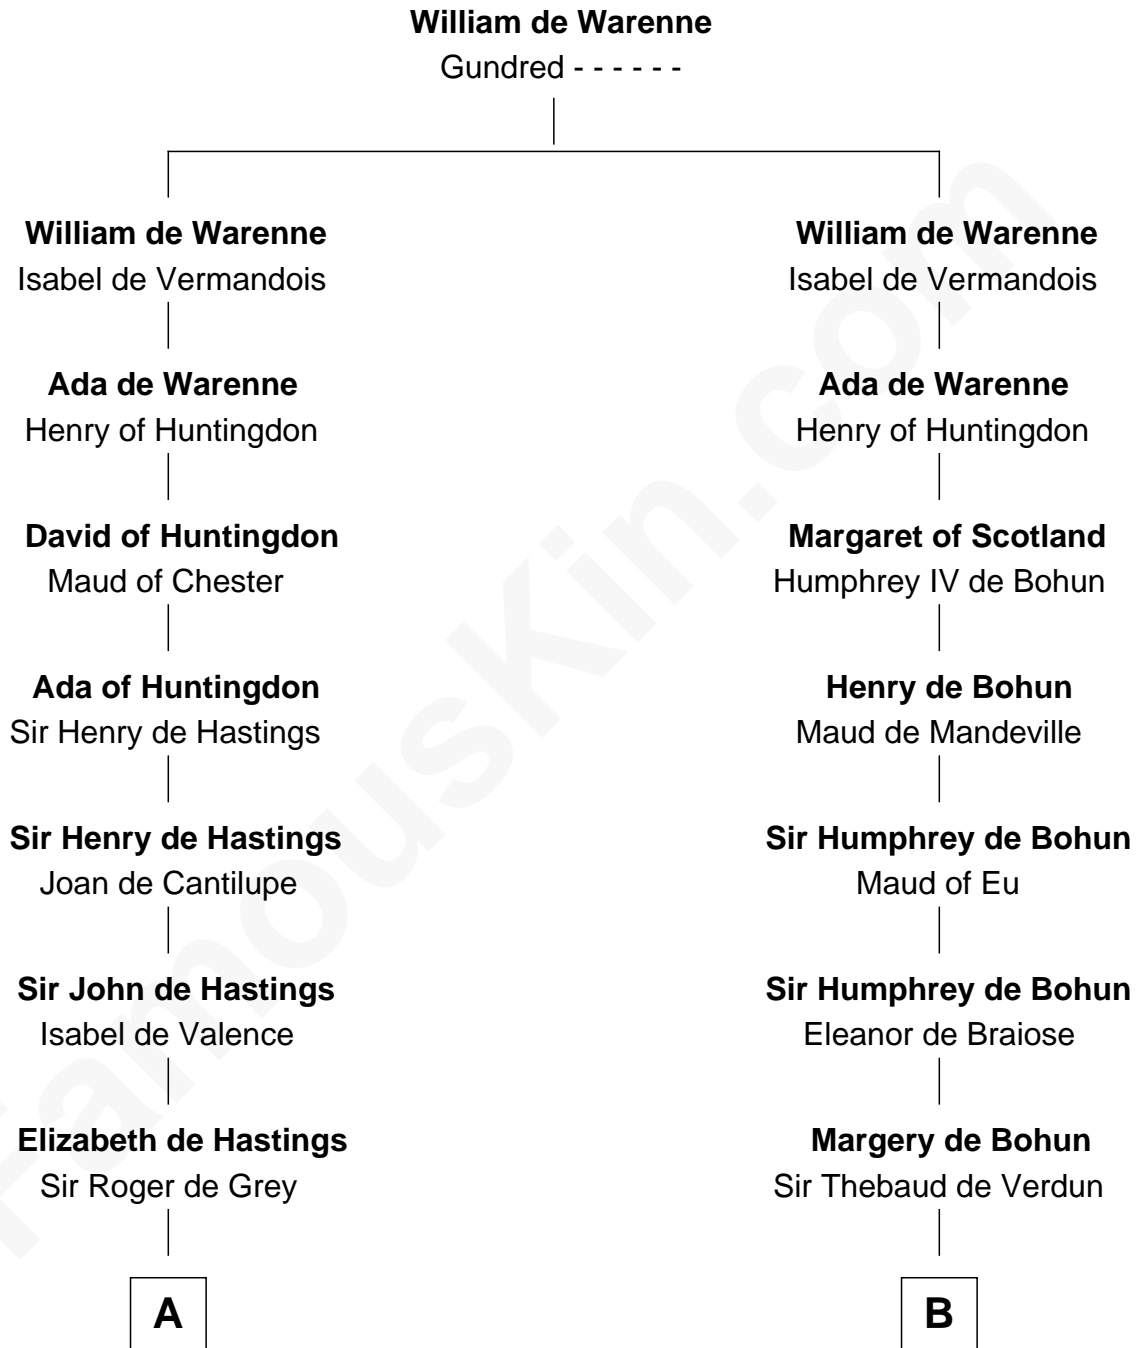 William de Warenne
Gundred - - - - - -
William de Warenne
Isabel de Vermandois
William de Warenne
Isabel de Vermandois
Ada de Warenne
Henry of Huntingdon
Ada de Warenne
Henry of Huntingdon
David of Huntingdon
Maud of Chester
Margaret of Scotland
Humphrey IV de Bohun
Ada of Huntingdon
Sir Henry de Hastings
Henry de Bohun
Maud de Mandeville
Sir Henry de Hastings
Joan de Cantilupe
Sir Humphrey de Bohun
Maud of Eu
Sir John de Hastings
Isabel de Valence
Sir Humphrey de Bohun
Eleanor de Braiose
Elizabeth de Hastings
Sir Roger de Grey
Margery de Bohun
Sir Thebaud de Verdun
A
B
FamousKin.com